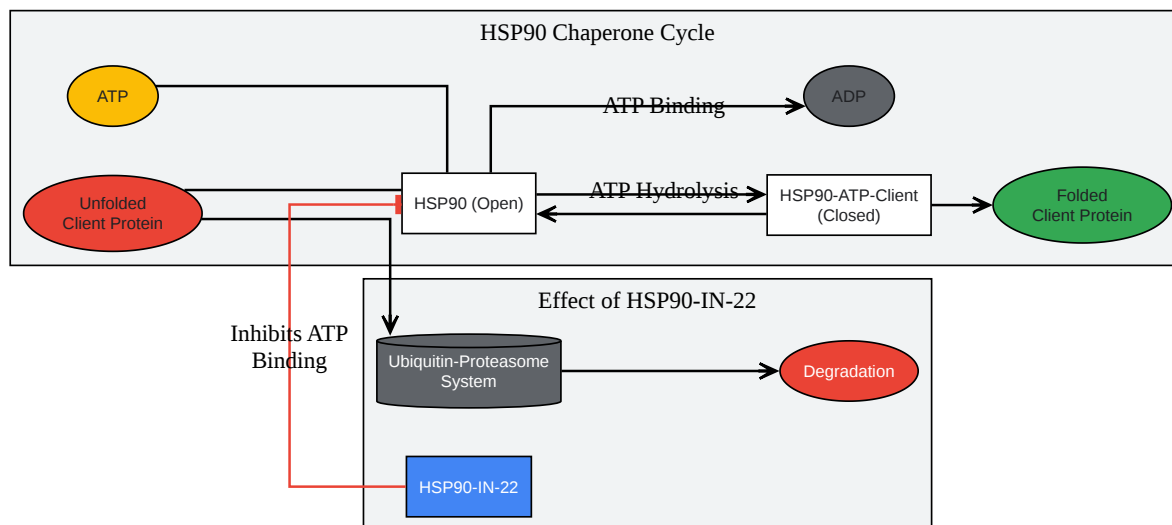 HSP90 Chaperone Cycle
ATP
ATP Binding
ADP
Unfolded
Client Protein
HSP90 (Open)
ATP Hydrolysis
HSP90-ATP-Client
(Closed)
Folded
Client Protein
Effect of HSP90-IN-22
Inhibits ATP
Binding
Ubiquitin-Proteasome
System
Degradation
HSP90-IN-22